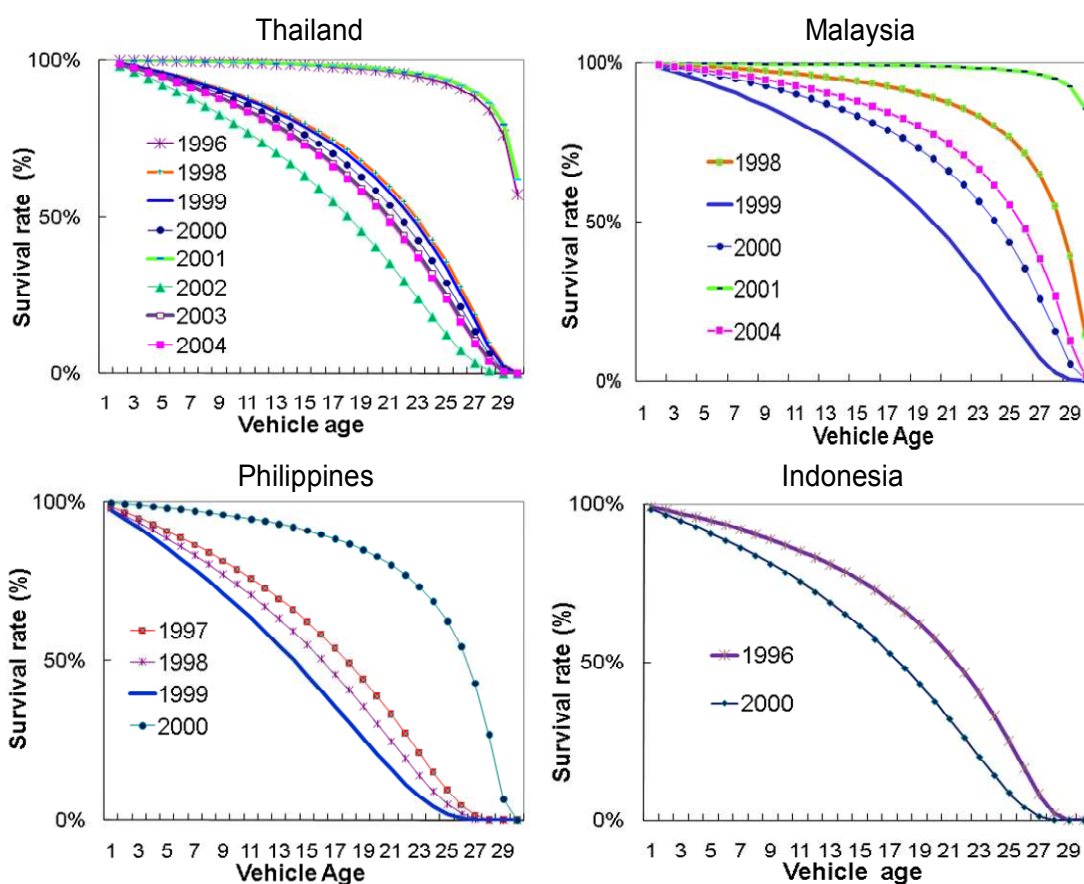 Thailand
100%
50%
0%
Survival rate (%)
1996
1998
1999
2000
2001
2002
2003
2004
1 3 5 7 9 11 13 15 17 19 21 23 25 27 29
Vehicle age
Malaysia
100%
50%
0%
Survival rate (%)
1998
1999
2000
2001
2004
1 3 5 7 9 11 13 15 17 19 21 23 25 27 29
Vehicle Age
Philippines
100%
50%
0%
Survival rate (%)
1997
1998
1999
2000
1 3 5 7 9 11 13 15 17 19 21 23 25 27 29
Vehicle Age
Indonesia
100%
50%
0%
Survival rate (%)
1996
2000
1 3 5 7 9 11 13 15 17 19 21 23 25 27 29
Vehicle age